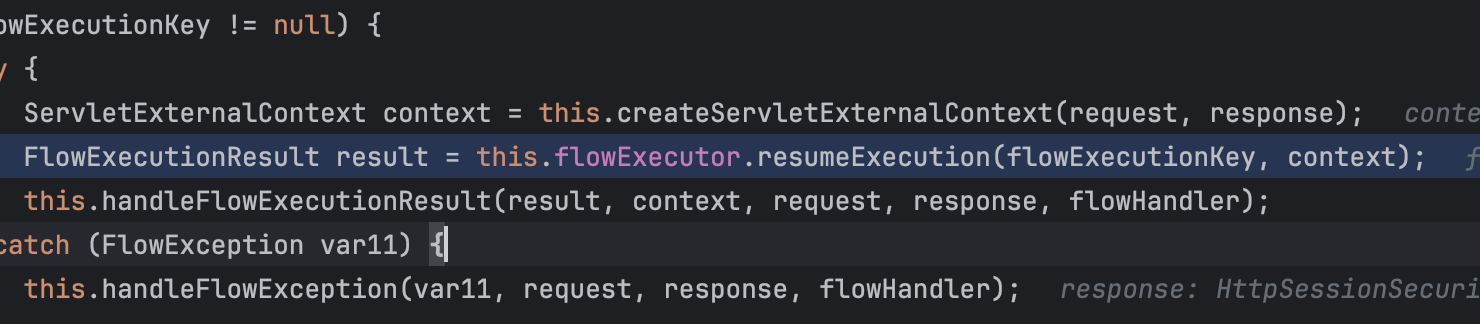 owExecutionKey != null) {
y {
ServletExternalContext context = this.createServletExternalContext(request, response); conte
FlowExecutionResult result = this.flowExecutor.resumeExecution(flowExecutionKey, context); f
this.handleFlowExecutionResult(result, context, request, response, flowHandler);
catch (FlowException var11) {
this.handleFlowException(var11, request, response, flowHandler); response: HttpSessionSecuri